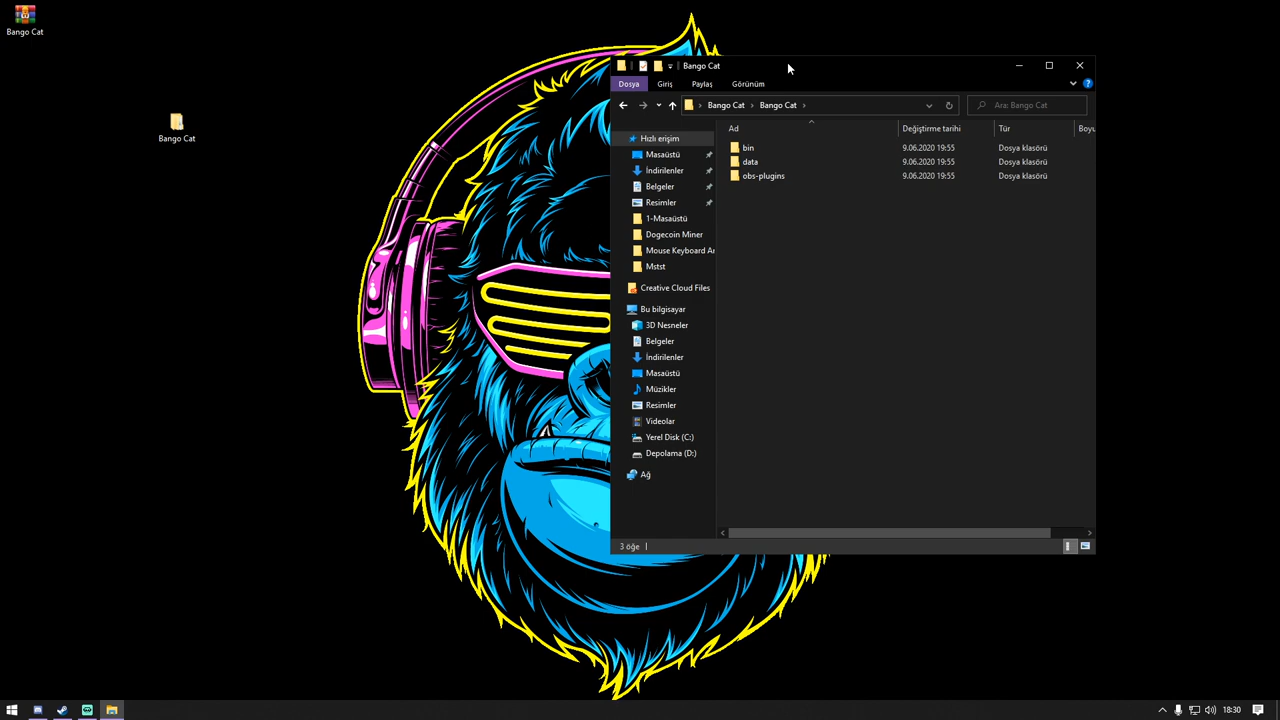 Bango Cat
Bango Cat
Bango Cat
Dosya Giriş Paylaş Görünüm
Bango Cat Bango Cat
Ara: Bango Cat
Ad Değiştirme tarihi Tür Boyu
bin 9.06.2020 19:55 Dosya klasörü
data 9.06.2020 19:55 Dosya klasörü
obs-plugins 9.06.2020 19:55 Dosya klasörü
Hızlı erişim
Masaüstü
İndirilenler
Belgeler
Resimler
1-Masaüstü
Dogecoin Miner
Mouse Keyboard Ar
Mstst
Creative Cloud Files
Bu bilgisayar
3D Nesneler
Belgeler
İndirilenler
Masaüstü
Müzikler
Resimler
Videolar
Yerel Disk (C:)
Depolama (D:)
Ağ
3 öğe
18:30